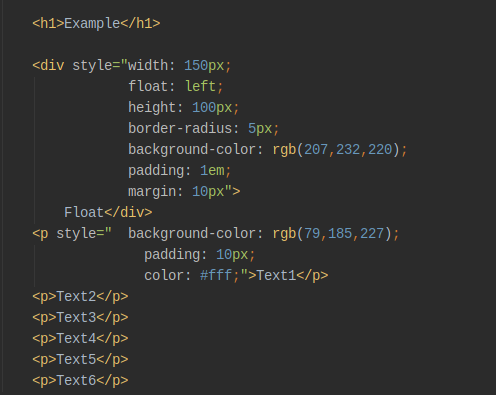 <h1>Example</h1>
<div style="width: 150px;
float: left;
height: 100px;
border-radius: 5px;
background-color: rgb(207,232,220);
padding: 1em;
margin: 10px">
Float</div>
<p style="  background-color: rgb(79,185,227);
padding: 10px;
color: #fff;">Text1</p>
<p>Text2</p>
<p>Text3</p>
<p>Text4</p>
<p>Text5</p>
<p>Text6</p>